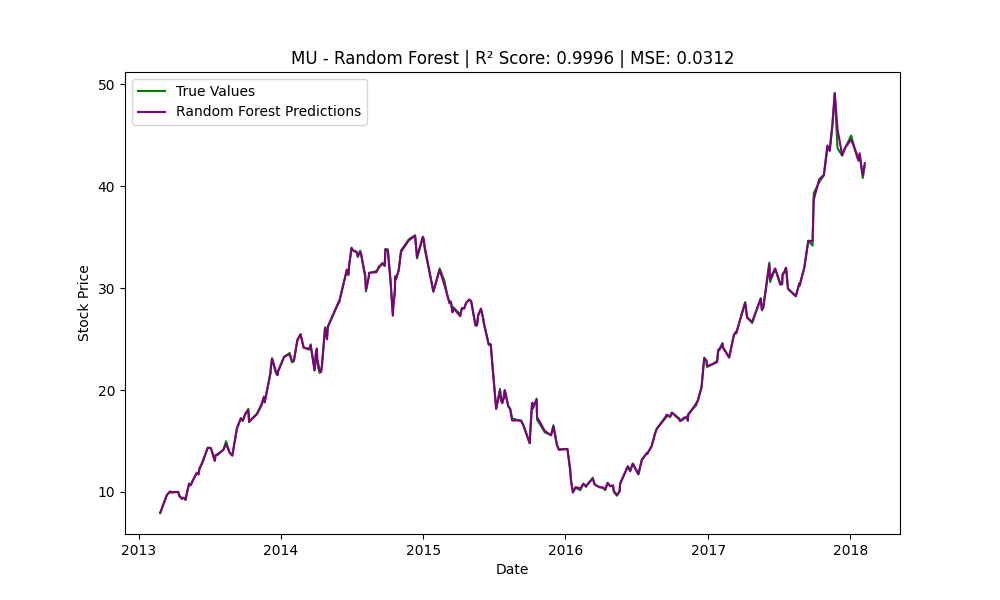 MU - Random Forest | R² Score: 0.9996 | MSE: 0.0312
True Values
Random Forest Predictions
50
40
30
20
10
Stock Price
2013 2014 2015 2016 2017 2018
Date